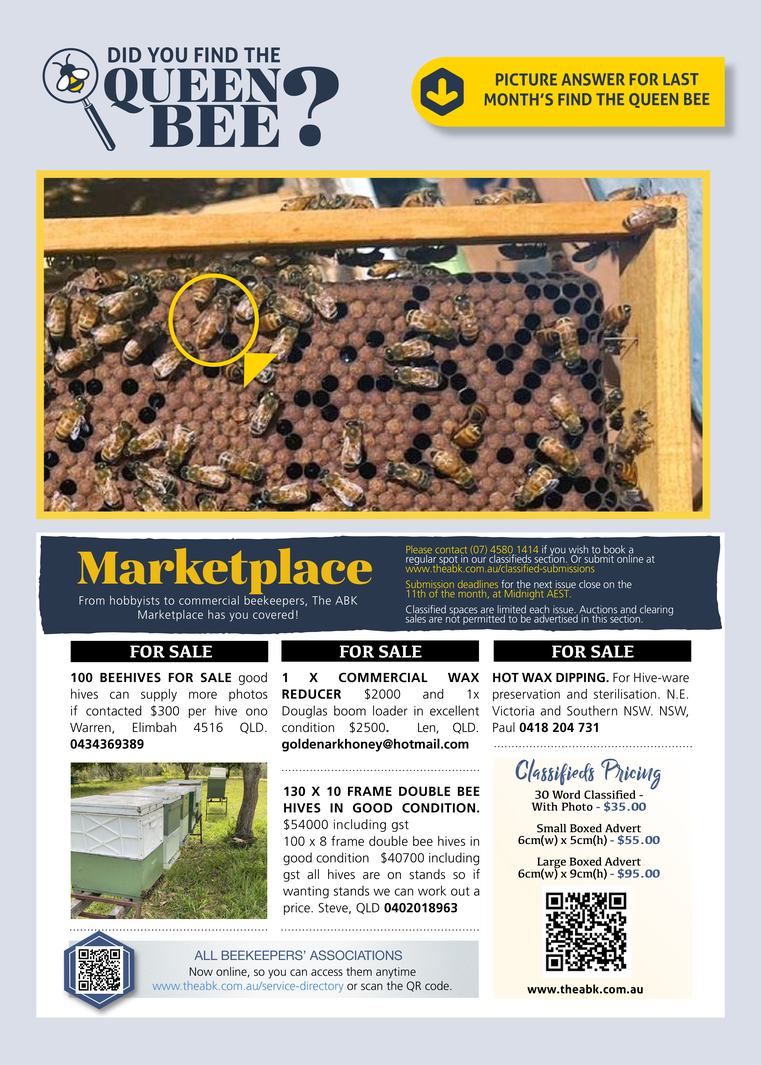 DID YOU FIND THE
QUEEN
BEE?
PICTURE ANSWER FOR LAST
MONTH'S FIND THE QUEEN BEE
Marketplace
From hobbyists to commercial beekeepers, The ABK
Marketplace has you covered!
Please contact (07) 4580 1414 if you wish to book a
regular spot in our classifieds section. Or submit online at
www.theabk.com.au/classified-submissions
Submission deadlines for the next issue close on the
11th of the month, at Midnight AEST.
Classified spaces are limited each issue. Auctions and clearing
sales are not permitted to be advertised in this section.
FOR SALE
100 BEEHIVES FOR SALE good
hives can supply more photos
if contacted $300 per hive ono
Warren, Elimbah 4516 QLD.
0434369389
FOR SALE
1 X COMMERCIAL WAX
REDUCER $2000 and 1x
Douglas boom loader in excellent
condition $2500. Len, QLD.
goldenarkhoney@hotmail.com
130 X 10 FRAME DOUBLE BEE
HIVES IN GOOD CONDITION.
$54000 including gst
100 x 8 frame double bee hives in
good condition $40700 including
gst all hives are on stands so if
wanting stands we can work out a
price. Steve, QLD 0402018963
FOR SALE
HOT WAX DIPPING. For Hive-ware
preservation and sterilisation. N.E.
Victoria and Southern NSW. NSW,
Paul 0418 204 731
Classifieds Pricing
30 Word Classified -
With Photo - $35.00
Small Boxed Advert
6cm(w) x 5cm(h) - $55.00
Large Boxed Advert
6cm(w) x 9cm(h) - $95.00
www.theabk.com.au
ALL BEEKEEPERS' ASSOCIATIONS
Now online, so you can access them anytime
www.theabk.com.au/service-directory or scan the QR code.